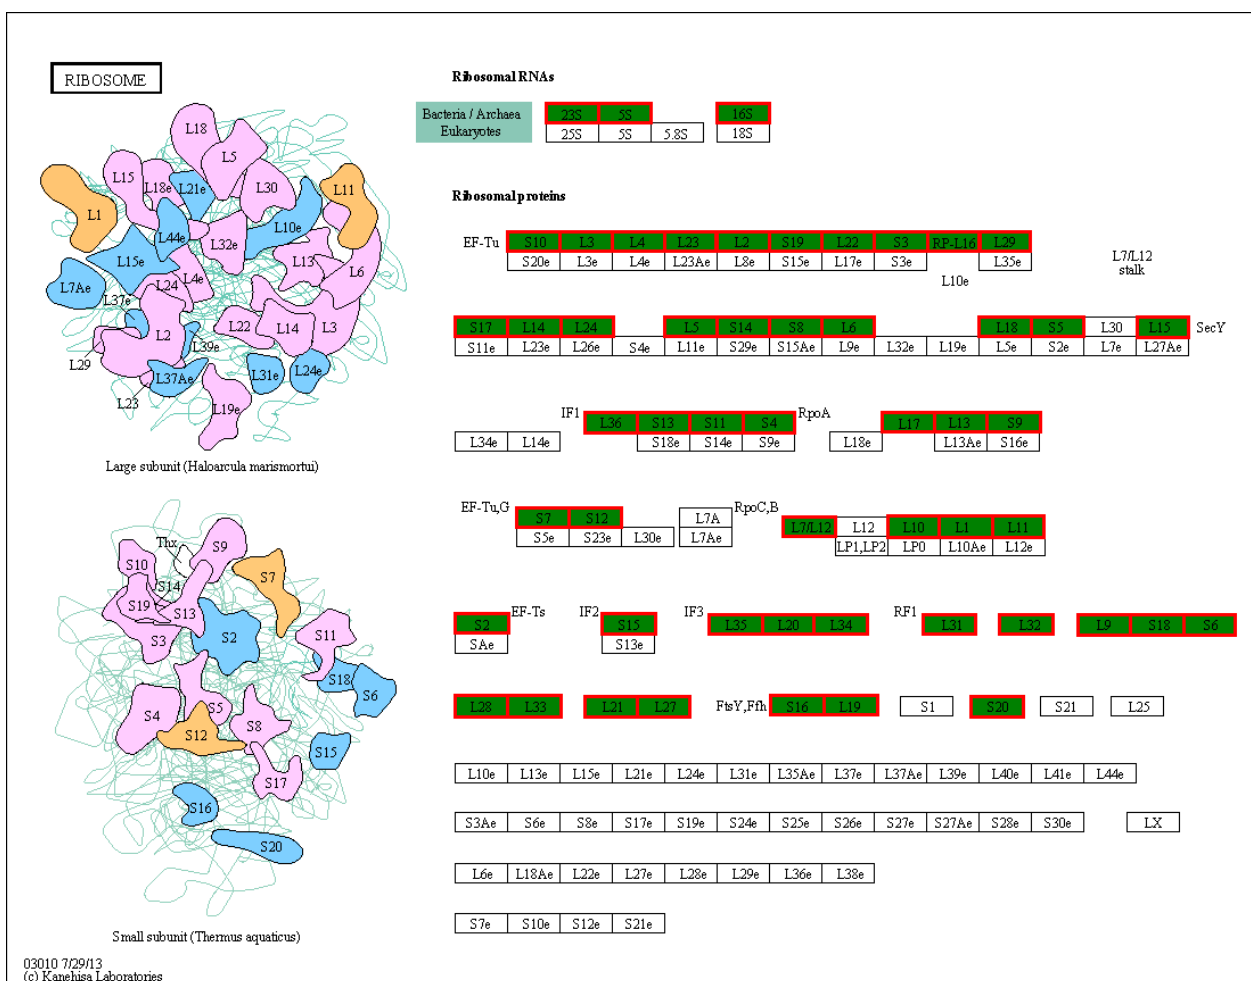 RIBOSOME
L18
L5
L15
L18e
L21e
L30
L11
L1
L10e
L44e
L32e
L15e
L13
L6
L7Ae
L4e
L24
L37e
L2
L22
L14
L3
L39e
L29
L37Ae
L31e
L24e
L23
L19e
Large subunit (Haloarcula marismortui)
Thx
S9
S10
S7
S14
S19
S13
S3
S2
S11
S18
S6
S4
S5
S8
S12
S15
S17
S16
S20
Small subunit (Thermus aquaticus)
03010 7/29/13
(c) Kanehisa Laboratories
Ribosomal RNAs
Bacteria / Archaea 23S 5S 16S
Eukaryotes 25S 5S 5.8S 18S
Ribosomal proteins
EF-Tu S10 L3 L4 L23 L2 S19 L22 S3 RP-L16 L29
S20e L3e L4e L23Ae L8e S15e L17e S3e L35e
L10e
L7/L12
stalk
S17 L14 L24 L5 S14 S8 L6 L18 S5 L30 L15 SecY
S11e L23e L26e S4e L11e S29e S15Ae L9e L32e L19e L5e S2e L7e L27Ae
IF1 L36 S13 S11 S4 RpoA L17 L13 S9
L34e L14e S18e S14e S9e L18e L13Ae S16e
EF-Tu,G S7 S12 L7A RpoC,B L7/L12 L12 L10 L1 L11
S5e S23e L30e L7Ae LP1,LP2 LP0 L10Ae L12e
S2 EF-Ts IF2 S15 IF3 L35 L20 L34 RF1 L31 L32 L9 S18 S6
SAe S13e
L28 L33 L21 L27 FtsY,Ffh S16 L19 S1 S20 S21 L25
L10e L13e L15e L21e L24e L31e L35Ae L37e L37Ae L39e L40e L41e L44e
S3Ae S6e S8e S17e S19e S24e S25e S26e S27e S27Ae S28e S30e LX
L6e L18Ae L22e L27e L28e L29e L36e L38e
S7e S10e S12e S21e